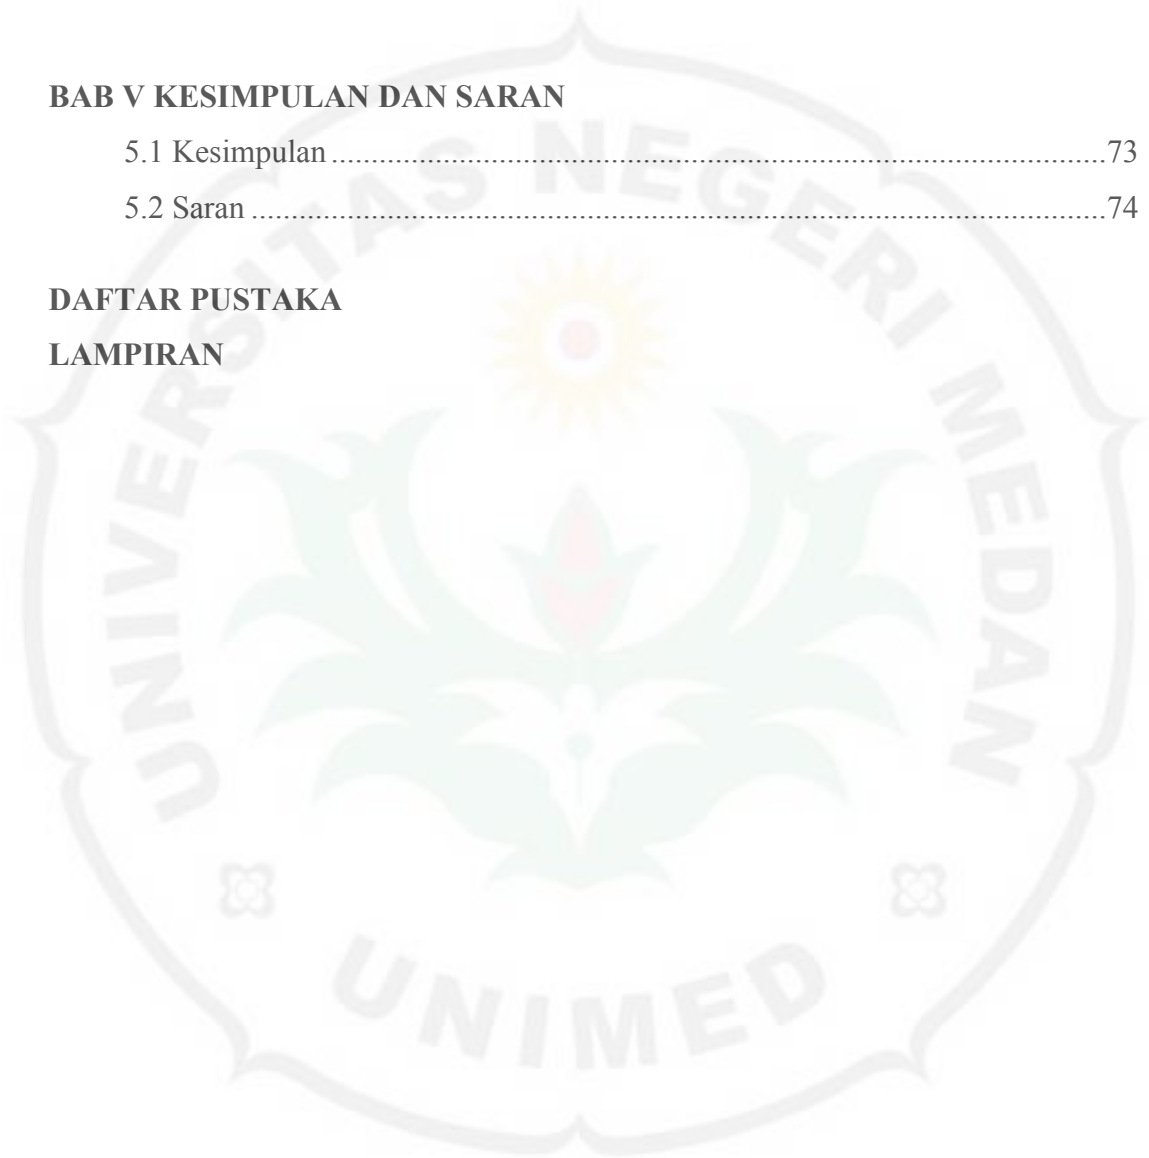 BAB V KESIMPULAN DAN SARAN
5.1 Kesimpulan.................................................................................................73
5.2 Saran ...........................................................................................................74
DAFTAR PUSTAKA
LAMPIRAN
UNIVERSITAS NEGERI MEDAN
UNIMED